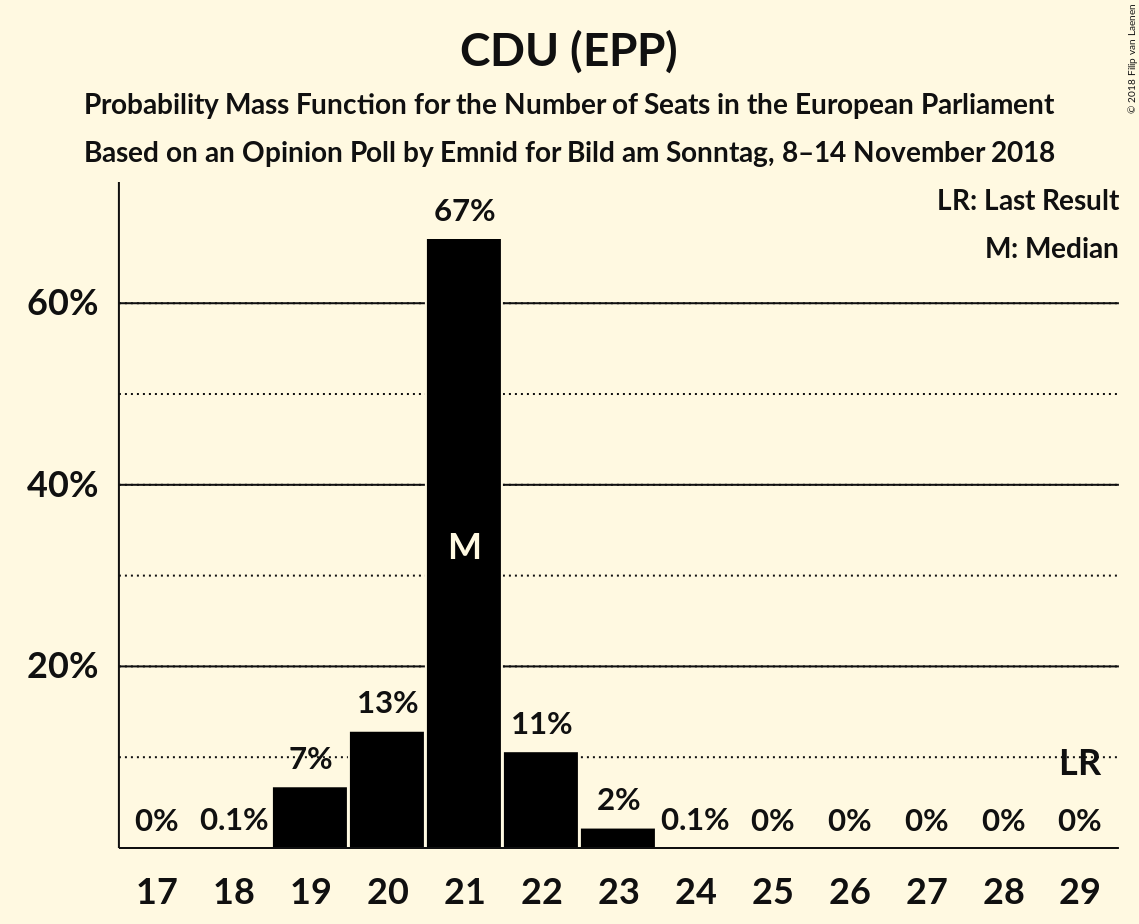 CDU (EPP)
Probability Mass Function for the Number of Seats in the European Parliament
Based on an Opinion Poll by Emnid for Bild am Sonntag, 8–14 November 2018
© 2018 Filip van Laenen
LR: Last Result
M: Median
67%
60%
40%
M
20%
13%
11%
7%
LR
2%
0% 0.1% 0.1% 0% 0% 0% 0% 0%
17 18 19 20 21 22 23 24 25 26 27 28 29